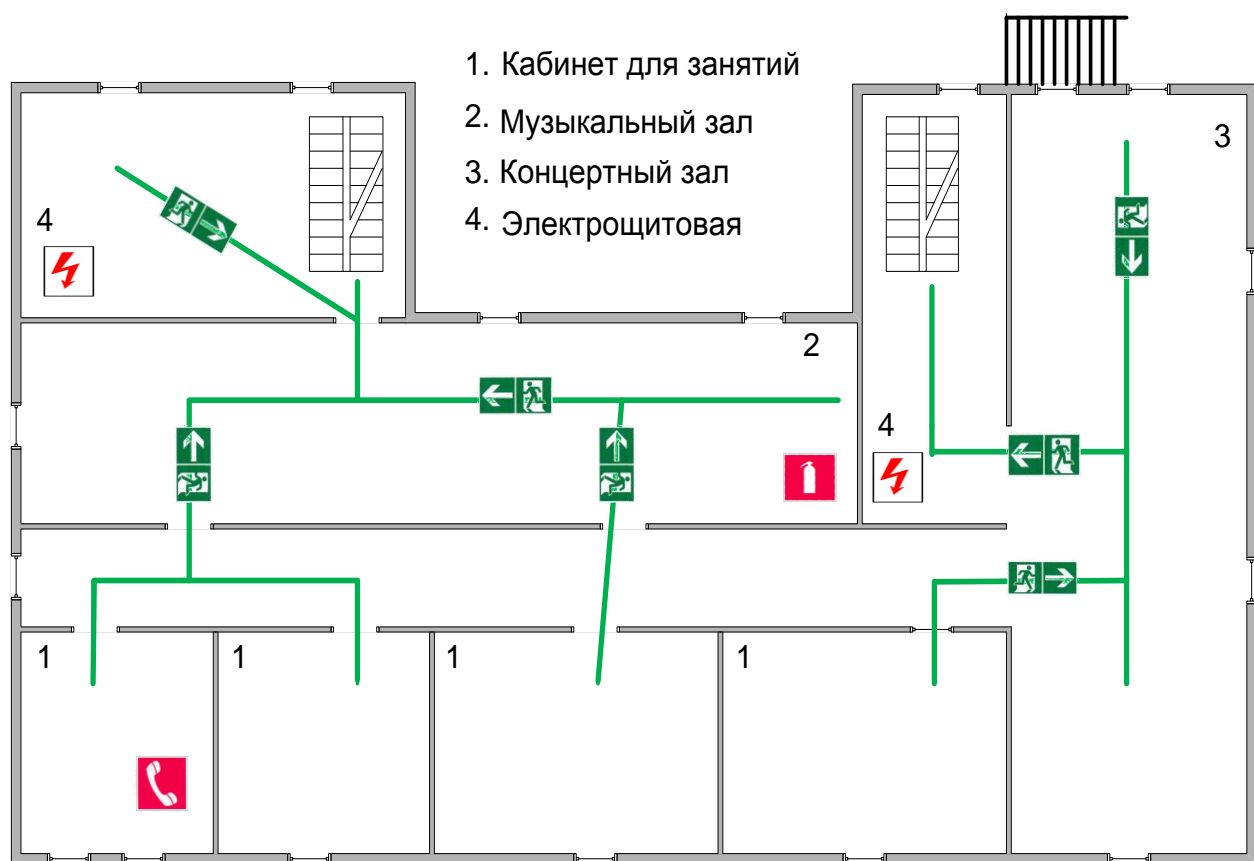 1. Кабинет для занятий
2. Музыкальный зал
3. Концертный зал
4. Электрощитовая
3
4
2
4
1
1
1
1